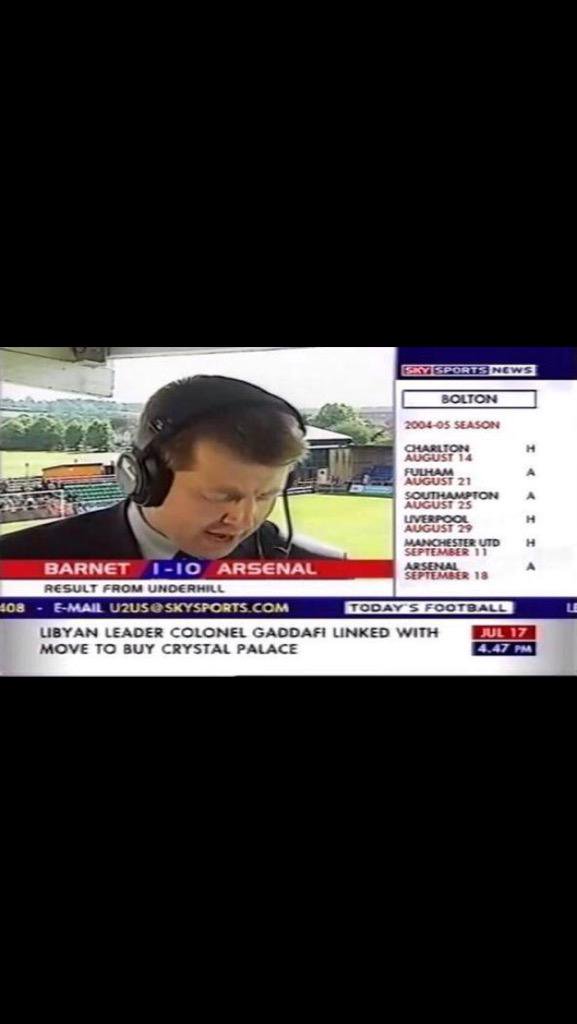 SKY SPORTS NEWS
BOLTON
2004-05 SEASON
CHARLTON H
AUGUST 14
FULHAM A
AUGUST 21
SOUTHAMPTON A
AUGUST 25
LIVERPOOL H
AUGUST 29
MANCHESTER UTD H
SEPTEMBER 11
ARSENAL A
SEPTEMBER 18
BARNET 1-10 ARSENAL
RESULT FROM UNDERHILL
408 - E-MAIL U2US@SKYSPORTS.COM TODAY'S FOOTBALL LE
LIBYAN LEADER COLONEL GADDAFI LINKED WITH
MOVE TO BUY CRYSTAL PALACE
JUL 17
4.47 PM